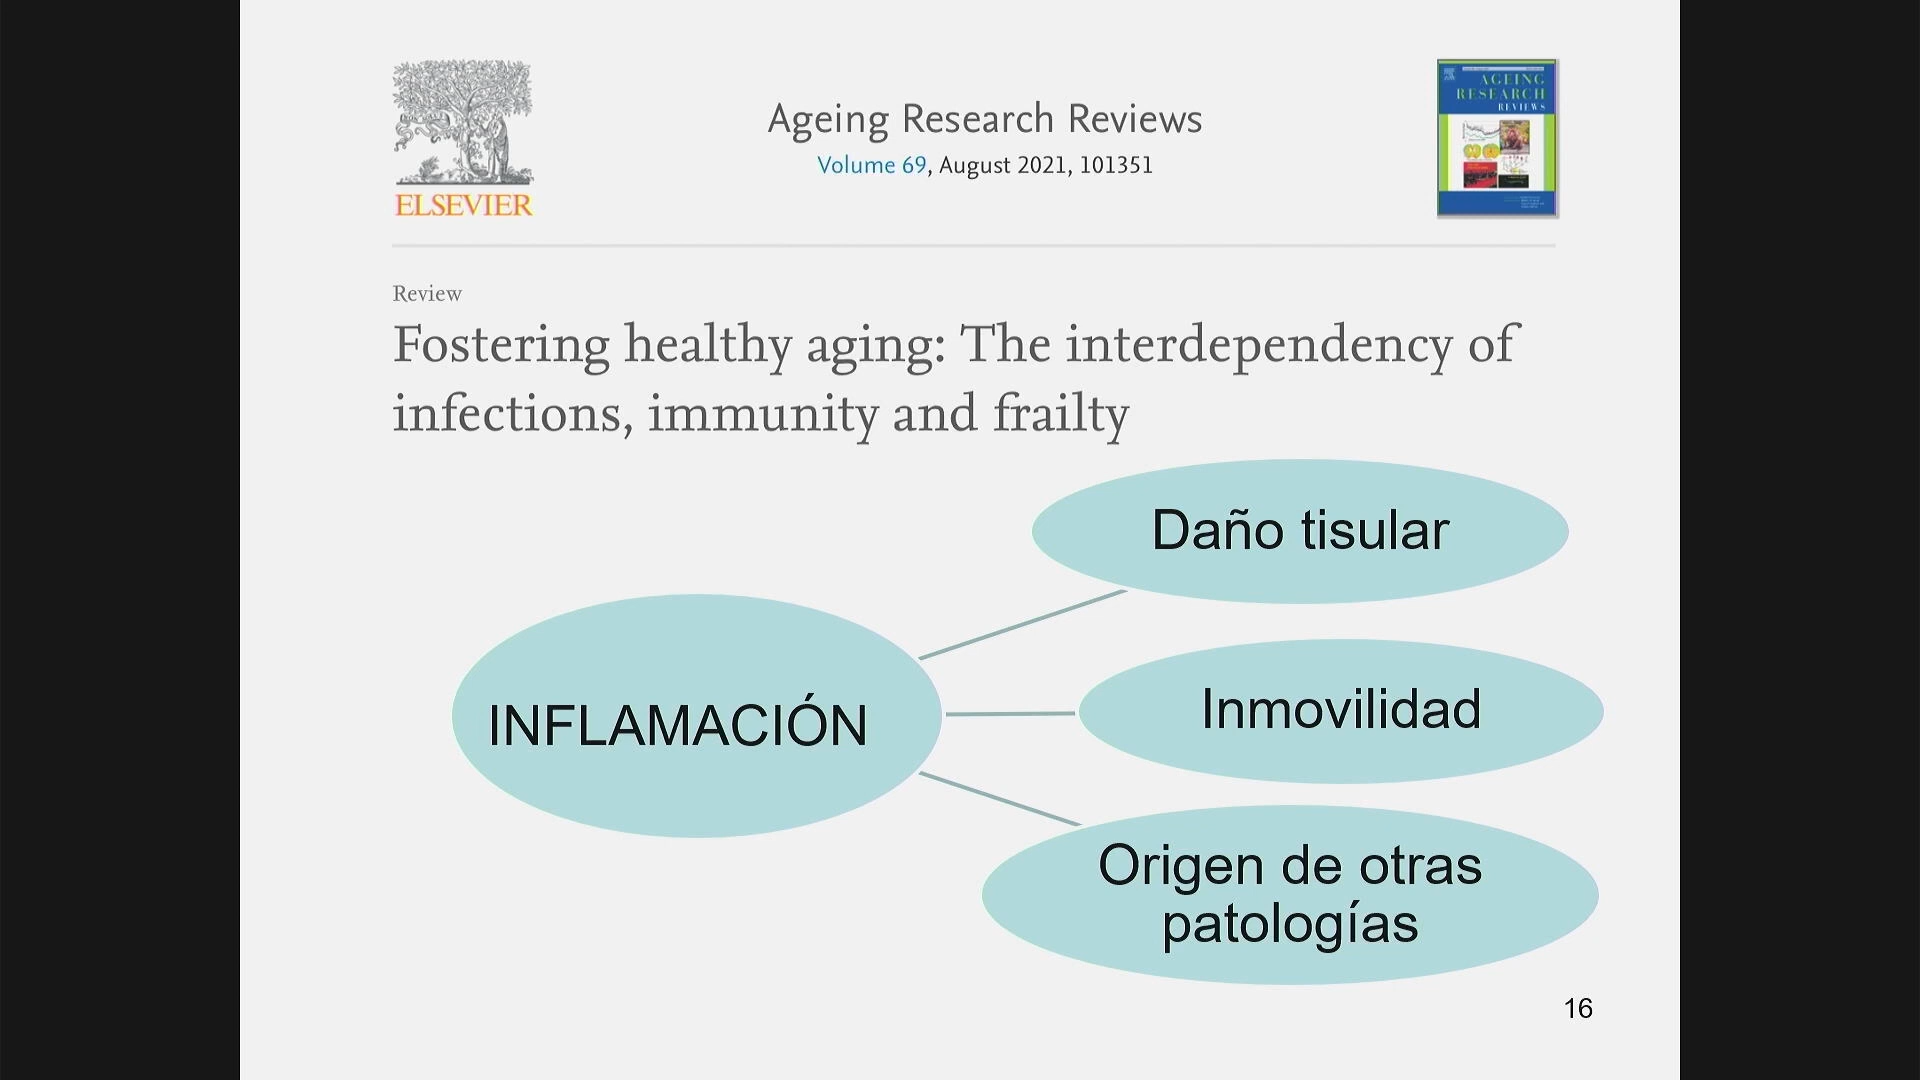 ELSEVIER
Ageing Research Reviews
Volume 69, August 2021, 101351
AGEING
RESEARCH
REVIEWS
Review
Fostering healthy aging: The interdependency of
infections, immunity and frailty
Daño tisular
INFLAMACIÓN
Inmovilidad
Origen de otras
patologías
16